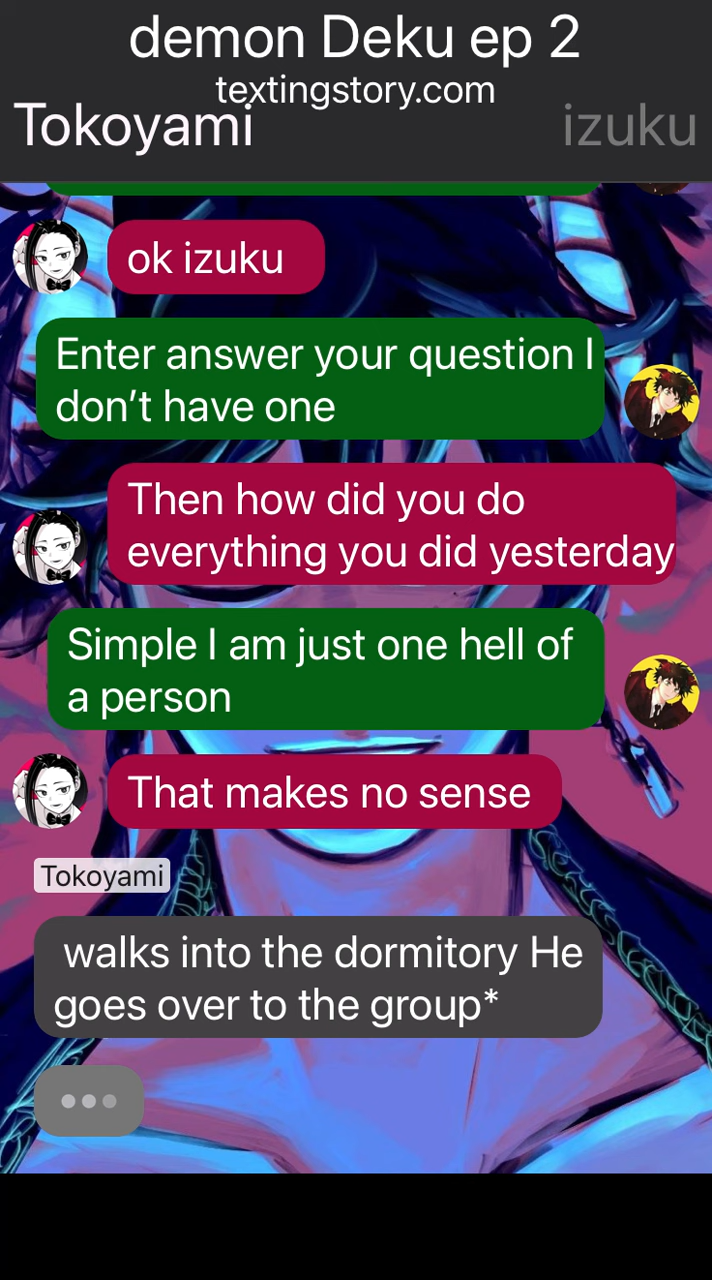 demon Deku ep 2
textingstory.com
Tokoyami
izuku
ok izuku
Enter answer your question I
don’t have one
Then how did you do
everything you did yesterday
Simple I am just one hell of
a person
That makes no sense
Tokoyami
walks into the dormitory He
goes over to the group*